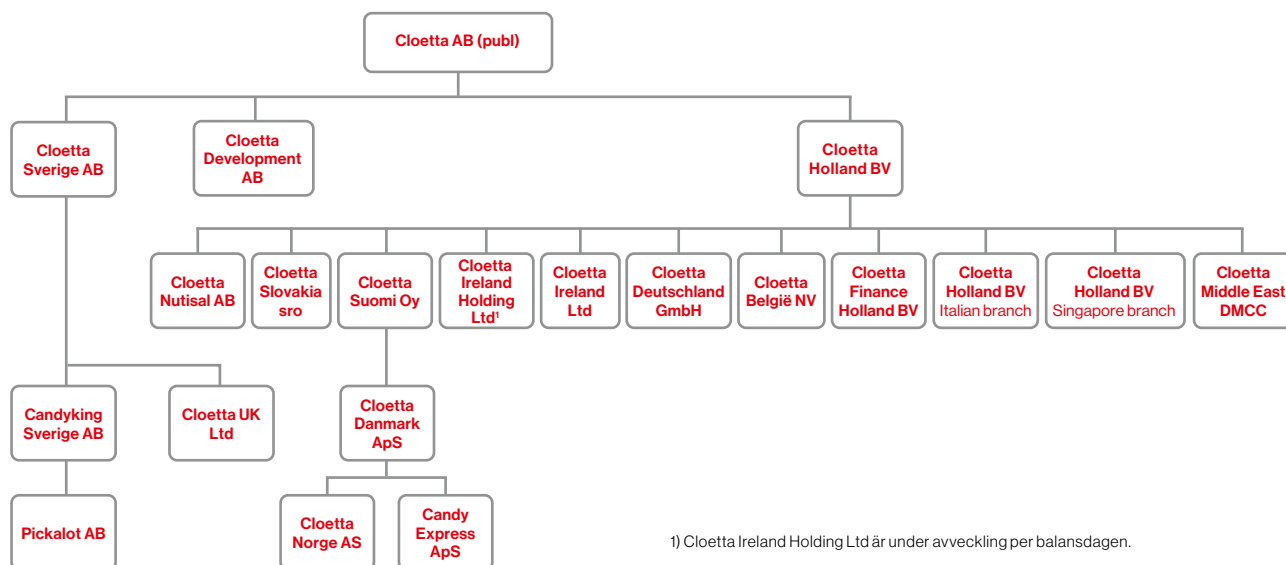 Cloetta AB (publ)
Cloetta
Sverige AB
Cloetta
Development
AB
Cloetta
Holland BV
Cloetta
Nutisal AB
Cloetta
Slovakia
sro
Cloetta
Suomi Oy
Cloetta
Ireland
Holding
Ltd¹
Cloetta
Ireland
Ltd
Cloetta
Deutschland
GmbH
Cloetta
België NV
Cloetta
Finance
Holland BV
Cloetta
Holland BV
Italian branch
Cloetta
Holland BV
Singapore branch
Cloetta
Middle East
DMCC
Candyking
Sverige AB
Cloetta UK
Ltd
Cloetta
Danmark
ApS
Pickalot AB
Cloetta
Norge AS
Candy
Express
ApS
1) Cloetta Ireland Holding Ltd är under avveckling per balansdagen.